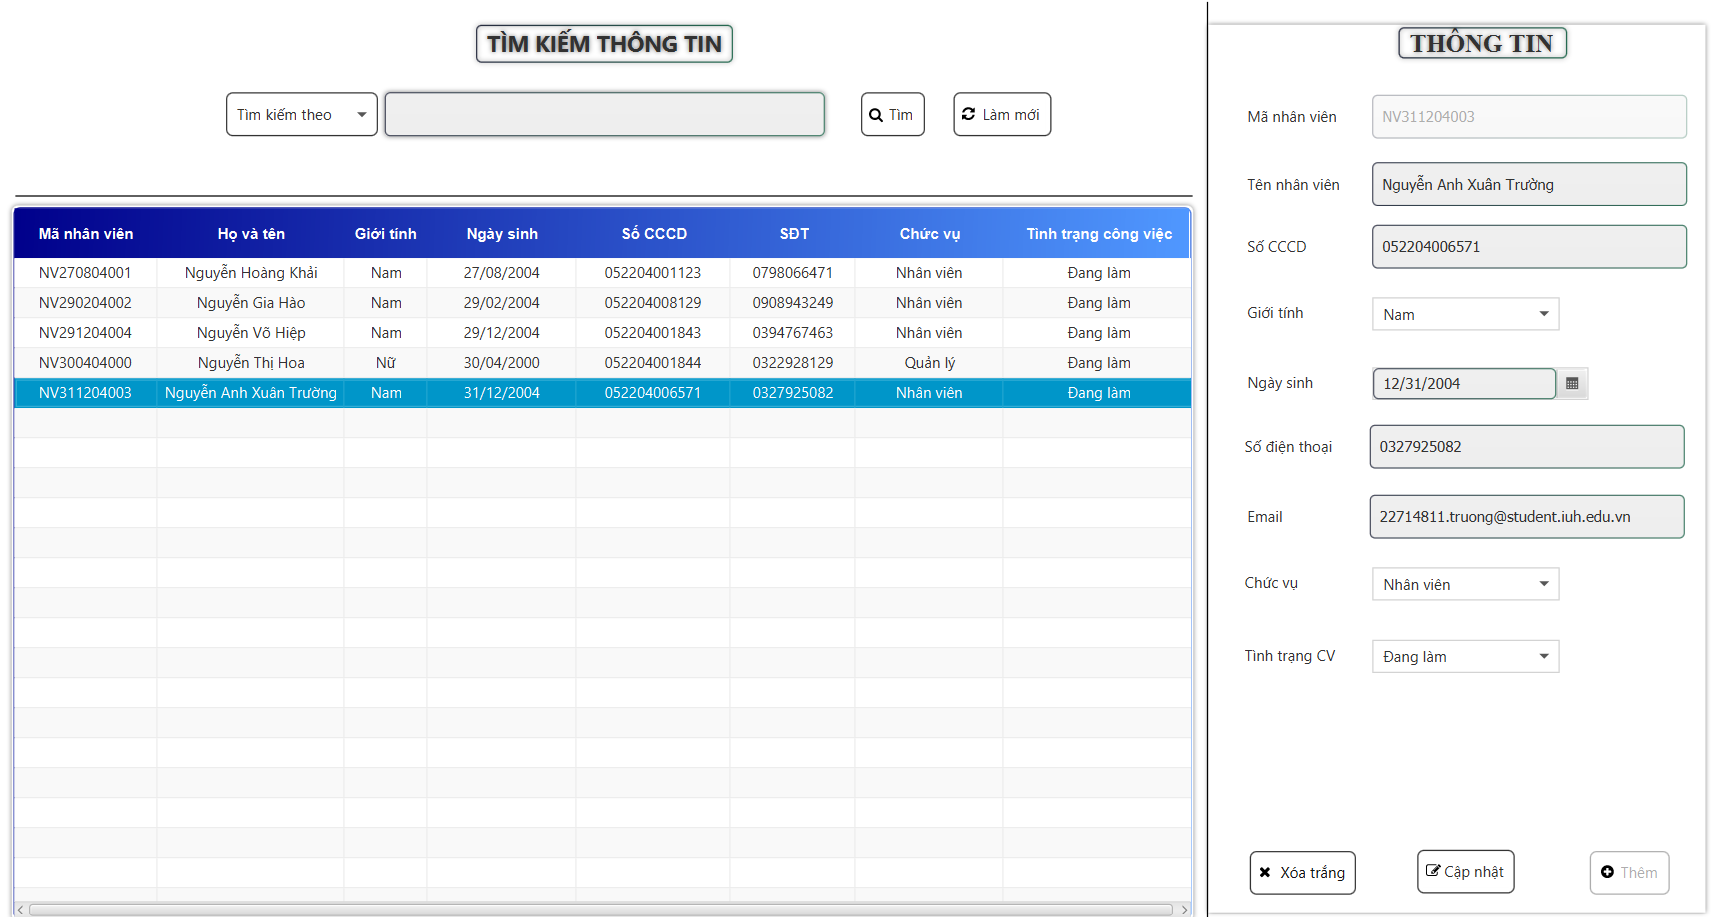 TÌM KIẾM THÔNG TIN
Tìm kiếm theo Tìm Làm mới
Mã nhân viên Họ và tên Giới tính Ngày sinh Số CCCD SĐT Chức vụ Tình trạng công việc
NV270804001 Nguyễn Hoàng Khải Nam 27/08/2004 052204001123 0798066471 Nhân viên Đang làm
NV290204002 Nguyễn Gia Hào Nam 29/02/2004 052204008129 0908943249 Nhân viên Đang làm
NV291204004 Nguyễn Võ Hiệp Nam 29/12/2004 052204001843 0394767463 Nhân viên Đang làm
NV300404000 Nguyễn Thị Hoa Nữ 30/04/2000 052204001844 0322928129 Quản lý Đang làm
NV311204003 Nguyễn Anh Xuân Trường Nam 31/12/2004 052204006571 0327925082 Nhân viên Đang làm
THÔNG TIN
Mã nhân viên NV311204003
Tên nhân viên Nguyễn Anh Xuân Trường
Số CCCD 052204006571
Giới tính Nam
Ngày sinh 12/31/2004
Số điện thoại 0327925082
Email 22714811.truong@student.iuh.edu.vn
Chức vụ Nhân viên
Tình trạng CV Đang làm
Xóa trắng Cập nhật Thêm